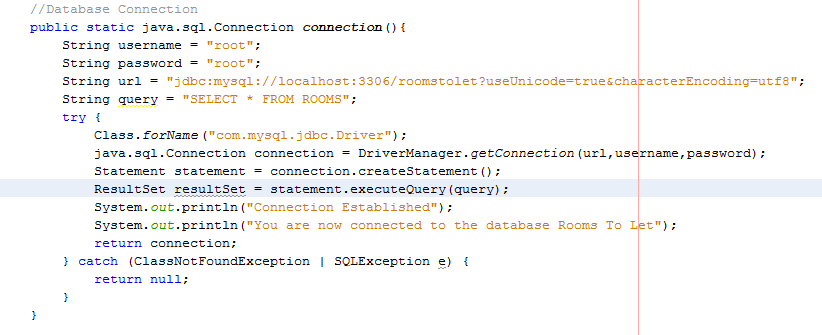 //Database Connection
public static java.sql.Connection connection(){
String username = "root";
String password = "root";
String url = "jdbc:mysql://localhost:3306/roomstolet?useUnicode=true&characterEncoding=utf8";
String query = "SELECT * FROM ROOMS";
try {
Class.forName("com.mysql.jdbc.Driver");
java.sql.Connection connection = DriverManager.getConnection(url,username,password);
Statement statement = connection.createStatement();
ResultSet resultSet = statement.executeQuery(query);
System.out.println("Connection Established");
System.out.println("You are now connected to the database Rooms To Let");
return connection;
} catch (ClassNotFoundException | SQLException e) {
return null;
}
}